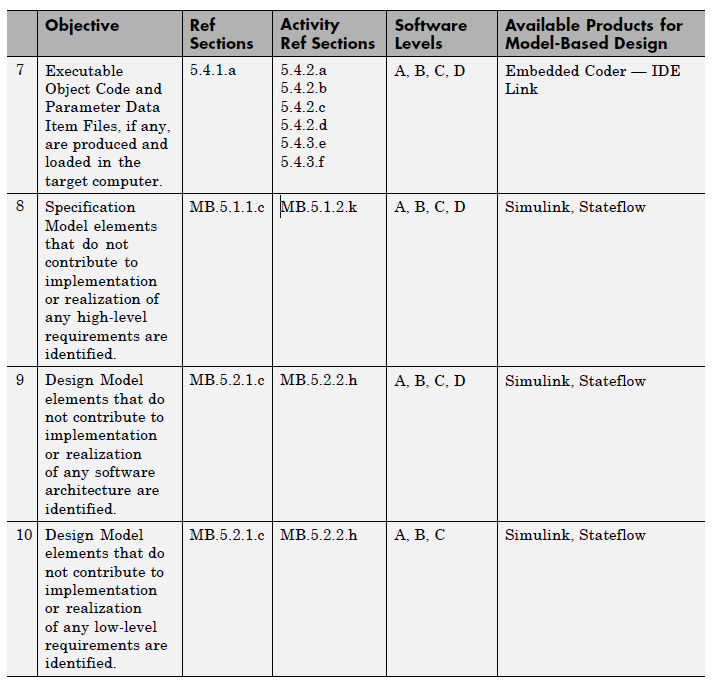 Objective
Ref
Sections
Activity
Ref Sections
Software
Levels
Available Products for
Model-Based Design
7
Executable
Object Code and
Parameter Data
Item Files, if any,
are produced and
loaded in the
target computer.
5.4.1.a
5.4.2.a
5.4.2.b
5.4.2.c
5.4.2.d
5.4.3.e
5.4.3.f
A, B, C, D
Embedded Coder — IDE
Link
8
Specification
Model elements
that do not
contribute to
implementation
or realization of
any high-level
requirements are
identified.
MB.5.1.1.c
MB.5.1.2.k
A, B, C, D
Simulink, Stateflow
9
Design Model
elements that do
not contribute to
implementation
or realization
of any software
architecture are
identified.
MB.5.2.1.c
MB.5.2.2.h
A, B, C, D
Simulink, Stateflow
10
Design Model
elements that do
not contribute to
implementation
or realization
of any low-level
requirements are
identified.
MB.5.2.1.c
MB.5.2.2.h
A, B, C
Simulink, Stateflow